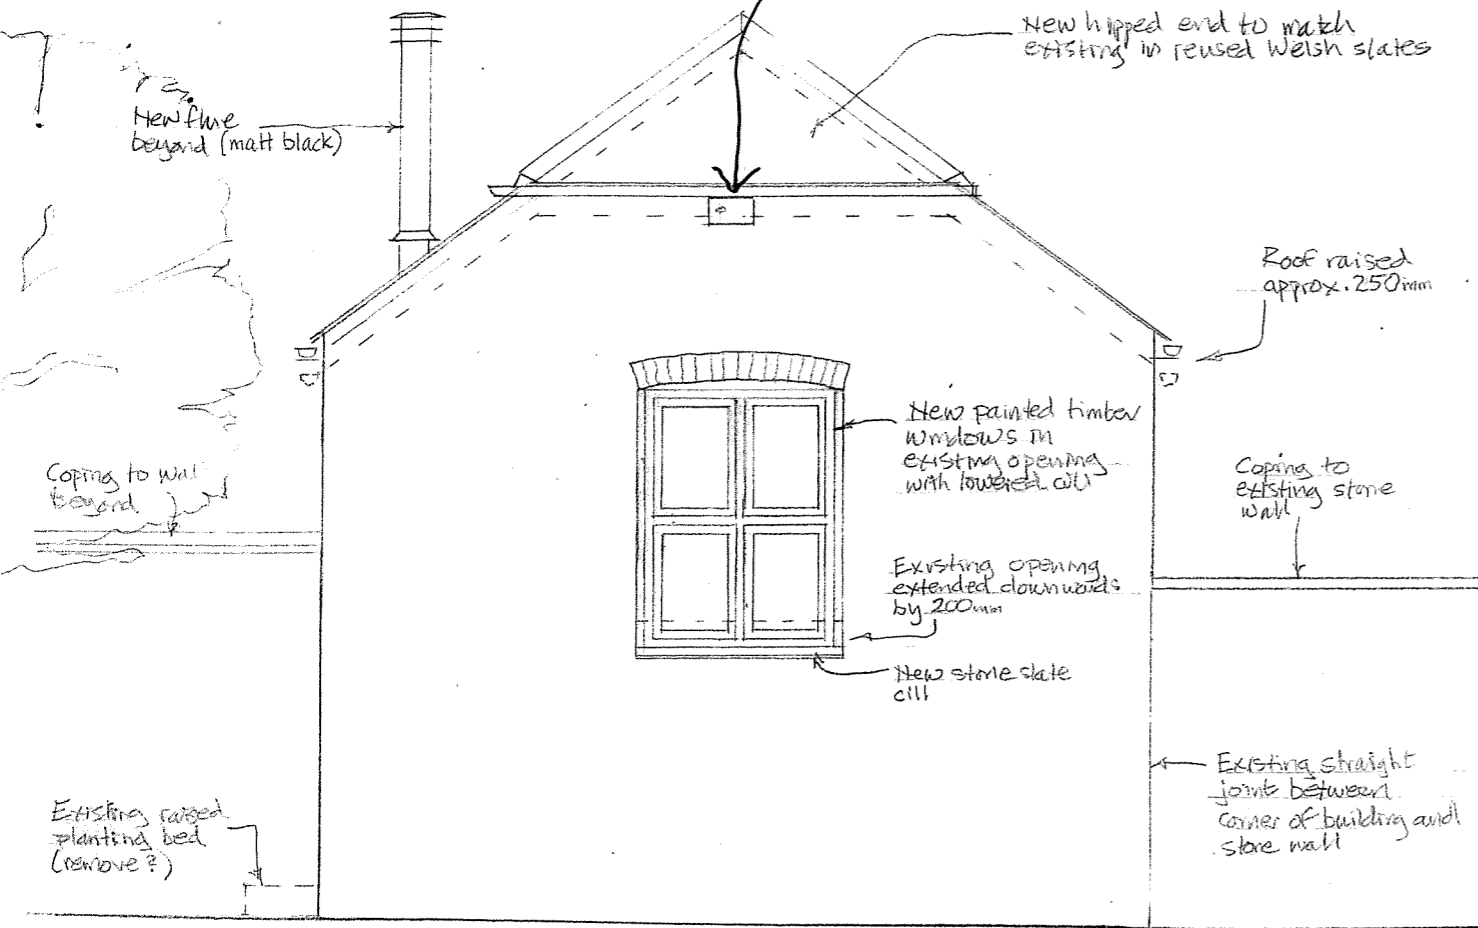 New hipped end to match
existing in reused Welsh slates
New flue
beyond (matt black)
Roof raised
approx. 250mm
New painted timber
windows in
existing opening
with lowered cill
Coping to wall
beyond
Coping to
existing stone
wall
Existing opening
extended downwards
by 200mm
New stone slate
cill
Existing straight
joint between
corner of building and
stone wall
Existing raised
planting bed
(remove?)